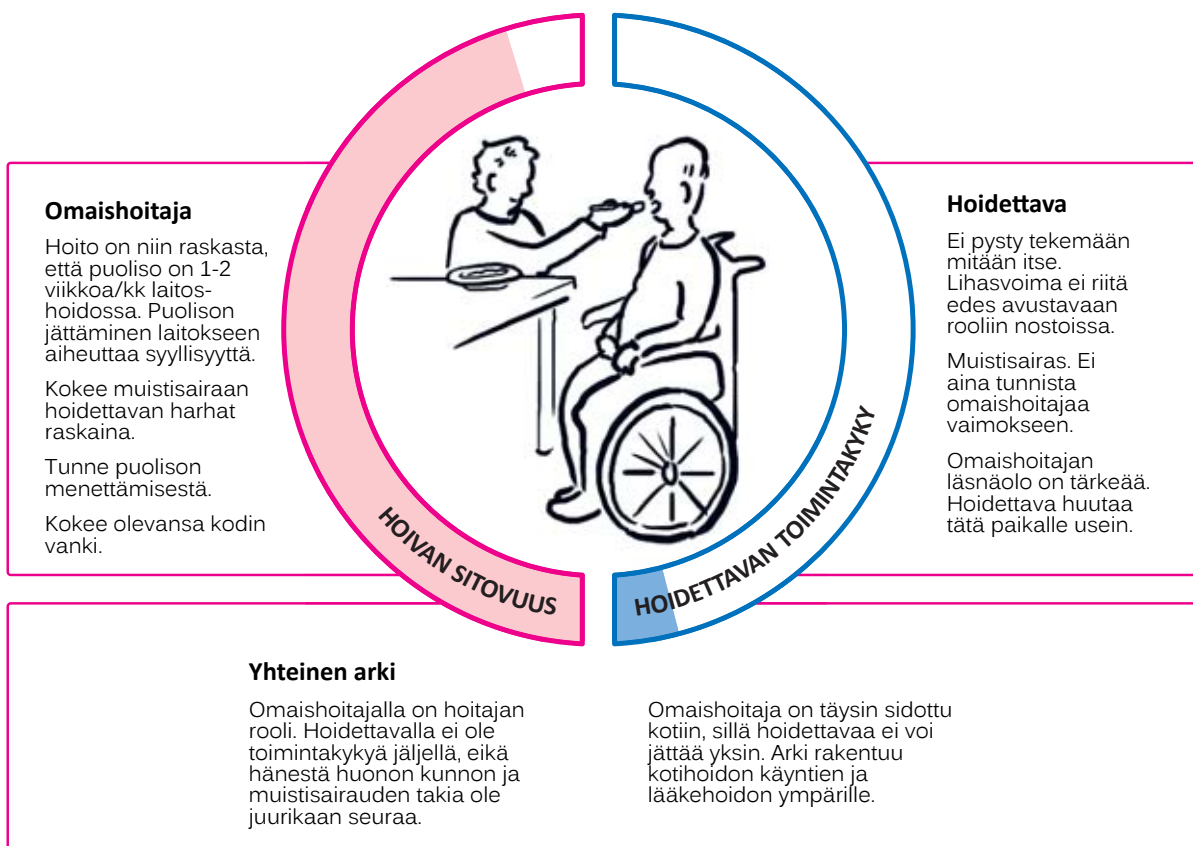 Omaishoitaja
Hoito on niin raskasta,
että puoliso on 1-2
viikkoa/kk laitos-
hoidossa. Puolison
jättäminen laitokseen
aiheuttaa syyllisyyttä.
Kokee muistisairaan
hoidettavan harhat
raskaina.
Tunne puolison
menettämisestä.
Kokee olevansa kodin
vanki.
HOIVAN SITOVUUS
HOIDETTAVAN TOIMINTAKYKY
Hoidettava
Ei pysty tekemään
mitään itse.
Lihasvoima ei riitä
edes avustavaan
rooliin nostoissa.
Muistisairas. Ei
aina tunnista
omaishoitajaa
vaimokseen.
Omaishoitajan
läsnäolo on tärkeää.
Hoidettava huutaa
tätä paikalle usein.
Yhteinen arki
Omaishoitajalla on hoitajan
rooli. Hoidettavalla ei ole
toimintakykyä jäljellä, eikä
hänestä huonon kunnon ja
muistisairauden takia ole
juurikaan seuraa.
Omaishoitaja on täysin sidottu
kotiin, sillä hoidettavaa ei voi
jättää yksin. Arki rakentuu
kotihoidon käyntien ja
lääkehoidon ympärille.